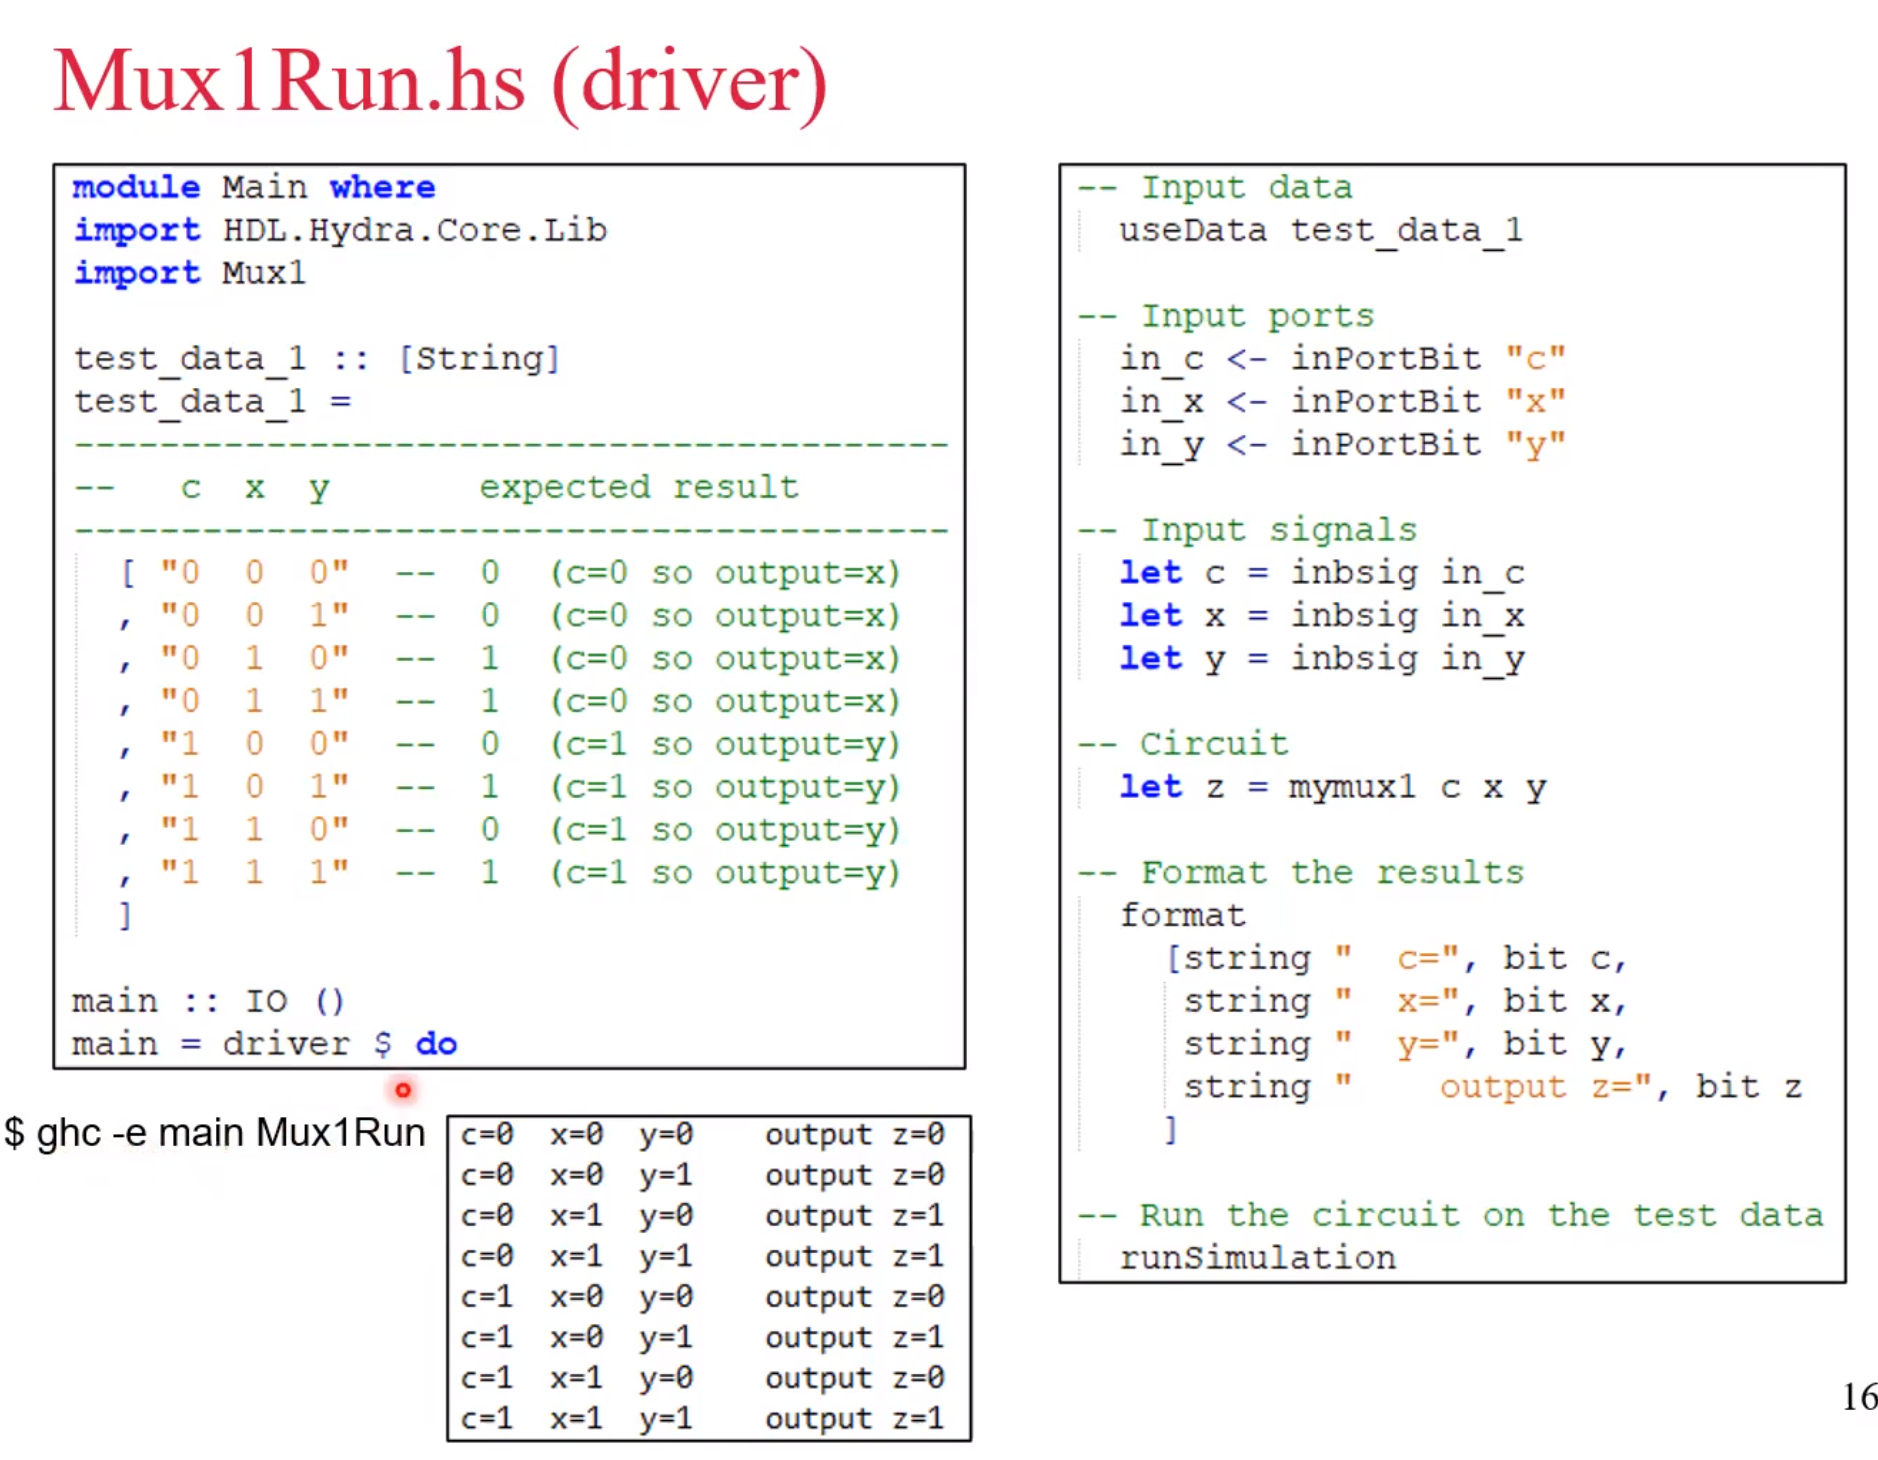 Mux1Run.hs (driver)
module Main where
import HDL.Hydra.Core.Lib
import Mux1
test_data_1 :: [String]
test_data_1 =
-----------------------------------------
--   c  x  y       expected result
-----------------------------------------
[ "0  0  0"  --  0  (c=0 so output=x)
, "0  0  1"  --  0  (c=0 so output=x)
, "0  1  0"  --  1  (c=0 so output=x)
, "0  1  1"  --  1  (c=0 so output=x)
, "1  0  0"  --  0  (c=1 so output=y)
, "1  0  1"  --  1  (c=1 so output=y)
, "1  1  0"  --  0  (c=1 so output=y)
, "1  1  1"  --  1  (c=1 so output=y)
]
main :: IO ()
main = driver $ do
-- Input data
useData test_data_1
-- Input ports
in_c <- inPortBit "c"
in_x <- inPortBit "x"
in_y <- inPortBit "y"
-- Input signals
let c = inbsig in_c
let x = inbsig in_x
let y = inbsig in_y
-- Circuit
let z = mymux1 c x y
-- Format the results
format
[string "  c=", bit c,
string "  x=", bit x,
string "  y=", bit y,
string "    output z=", bit z
]
-- Run the circuit on the test data
runSimulation
$ ghc -e main Mux1Run
c=0  x=0  y=0    output z=0
c=0  x=0  y=1    output z=0
c=0  x=1  y=0    output z=1
c=0  x=1  y=1    output z=1
c=1  x=0  y=0    output z=0
c=1  x=0  y=1    output z=1
c=1  x=1  y=0    output z=0
c=1  x=1  y=1    output z=1
16